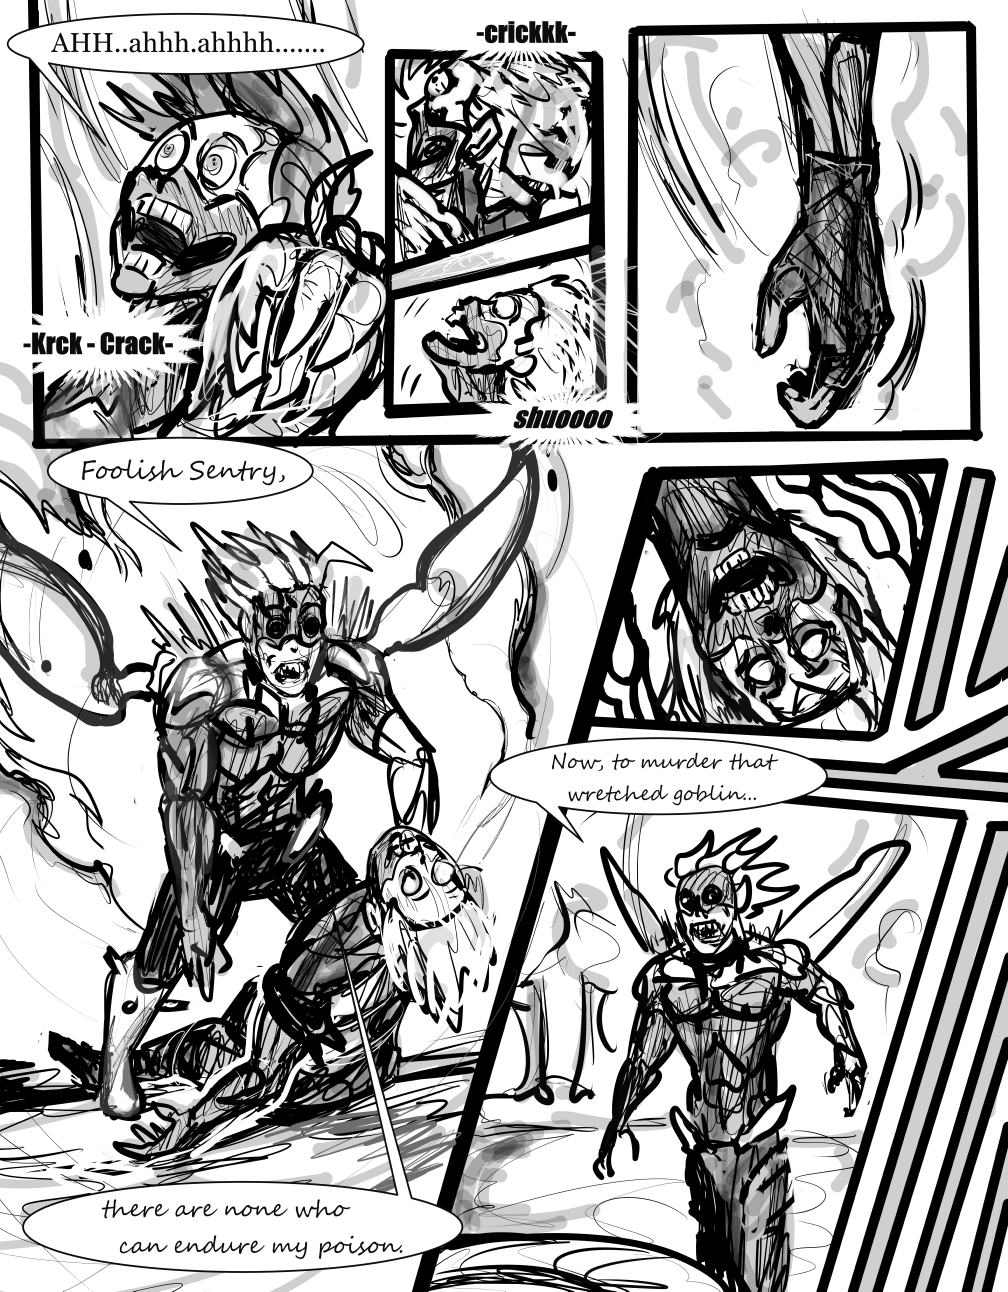 AHH..ahhh.ahhhh.......
-crickkk-
-Krck - Crack-
shuoooo
Foolish Sentry,
there are none who
can endure my poison.
Now, to murder that
wretched goblin...